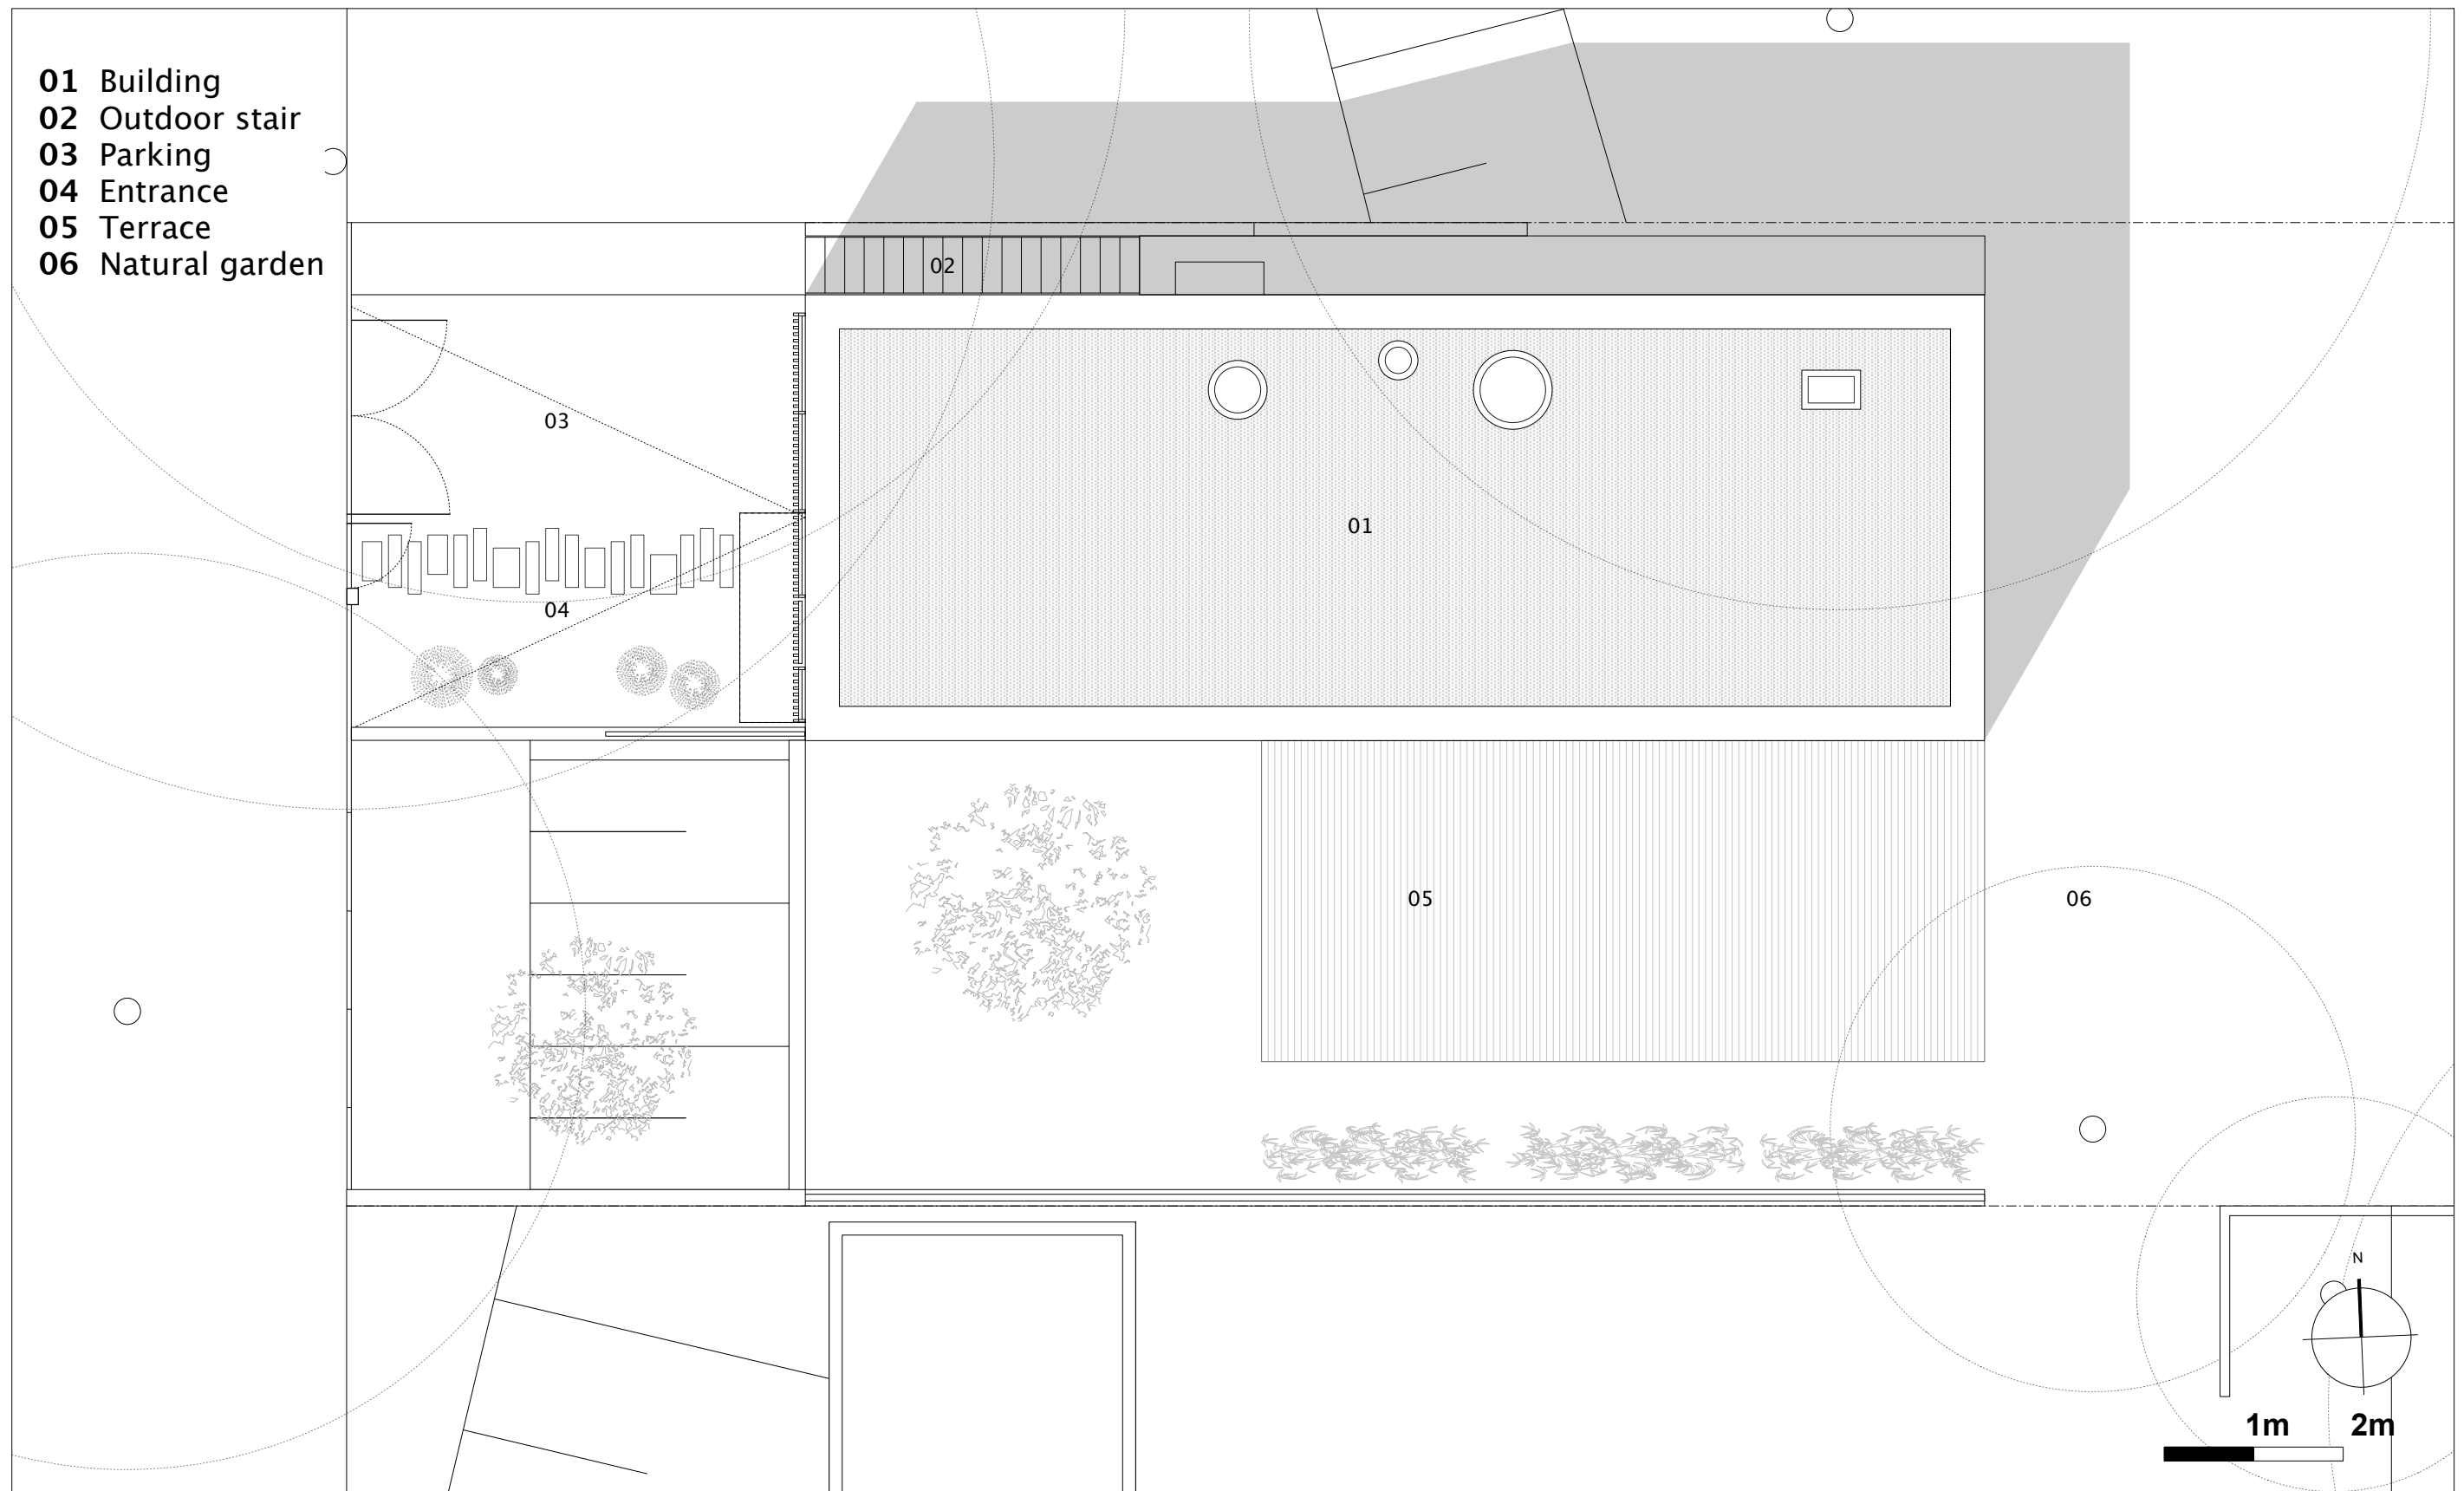 01 Building
02 Outdoor stair
03 Parking
04 Entrance
05 Terrace
06 Natural garden
02
03
01
04
05
06
N
1m 2m